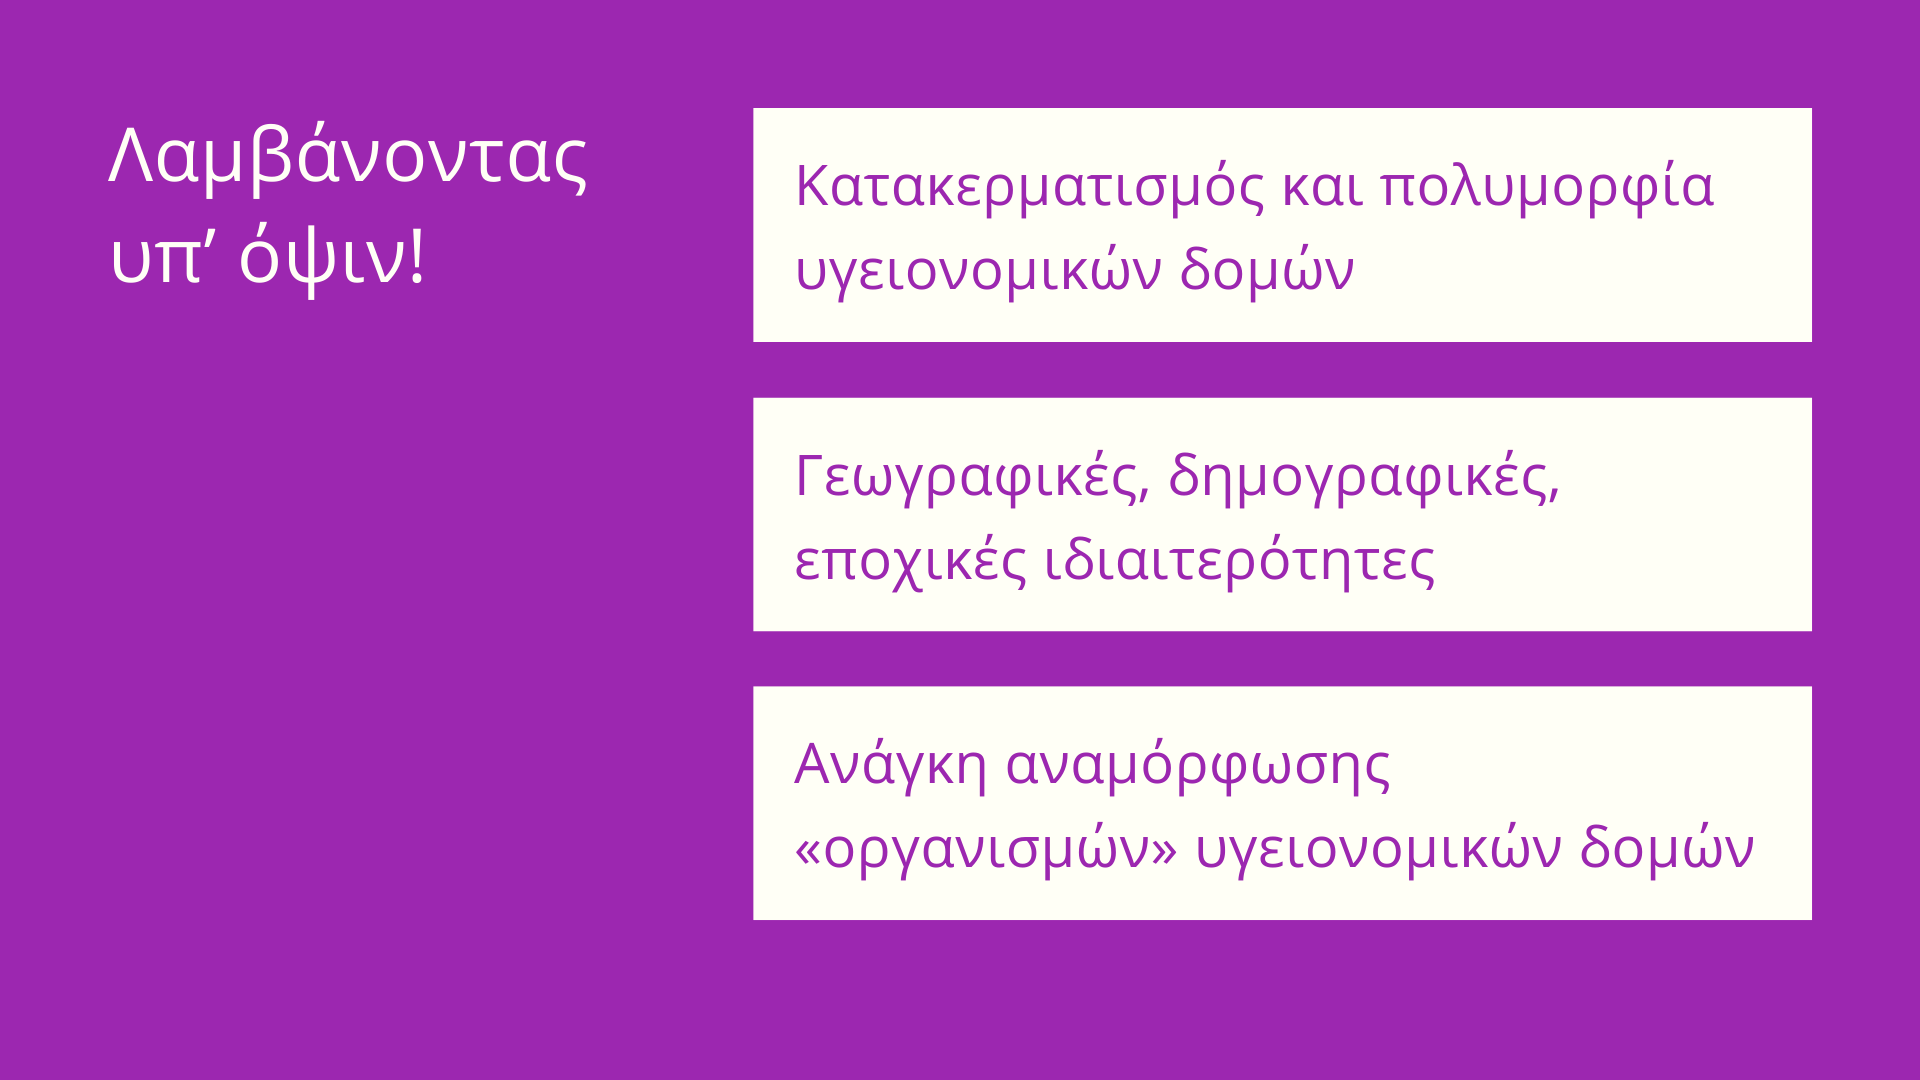 Λαμβάνοντας
υπ’ όψιν!
Κατακερματισμός και πολυμορφία
υγειονομικών δομών
Γεωγραφικές, δημογραφικές,
εποχικές ιδιαιτερότητες
Ανάγκη αναμόρφωσης
«οργανισμών» υγειονομικών δομών